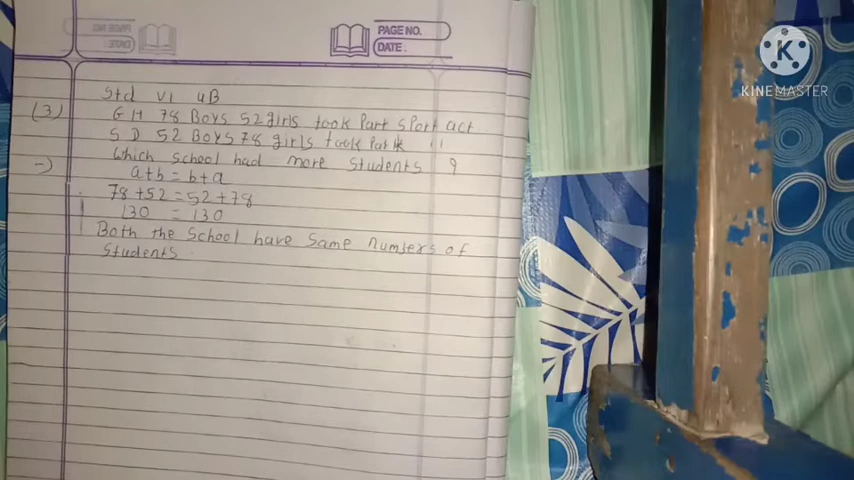 PAGE NO.
DATE :
Std VI 4B
(3) G H 78 Boys 52 girls took Part Sport act
S D 52 Boys 78 girls took Part "
Which school had more students ?
→) a+b = b+a
78 + 52 = 52 + 78
130 = 130
Both the School have Same numsers of
students
K
KINEMASTER